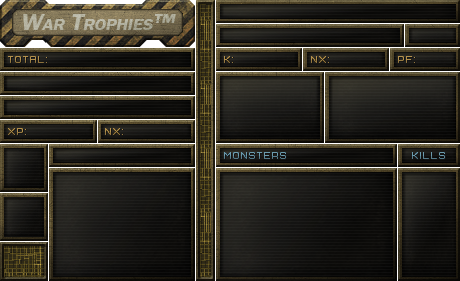 WAR TROPHIES™
TOTAL:
XP: NX:
K: NX: PF:
MONSTERS KILLS